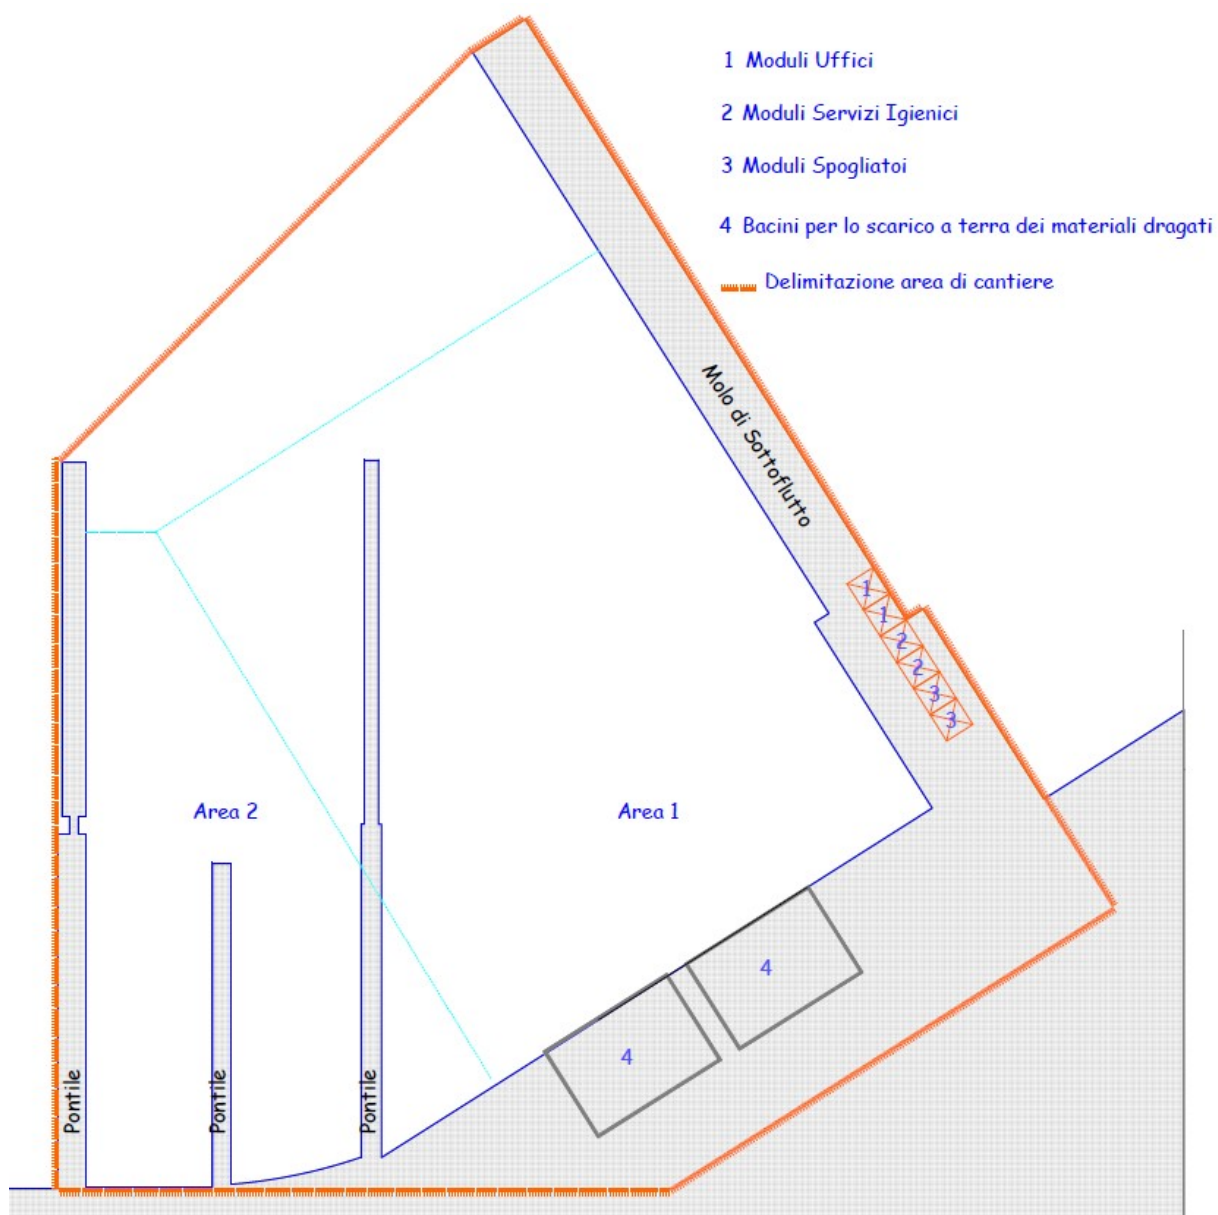 1 Moduli Uffici
2 Moduli Servizi Igienici
3 Moduli Spogliatoi
4 Bacini per lo scarico a terra dei materiali dragati
Delimitazione area di cantiere
Molo di Sottoflutto
1
1
2
2
3
3
Area 2
Area 1
4
4
Pontile
Pontile
Pontile